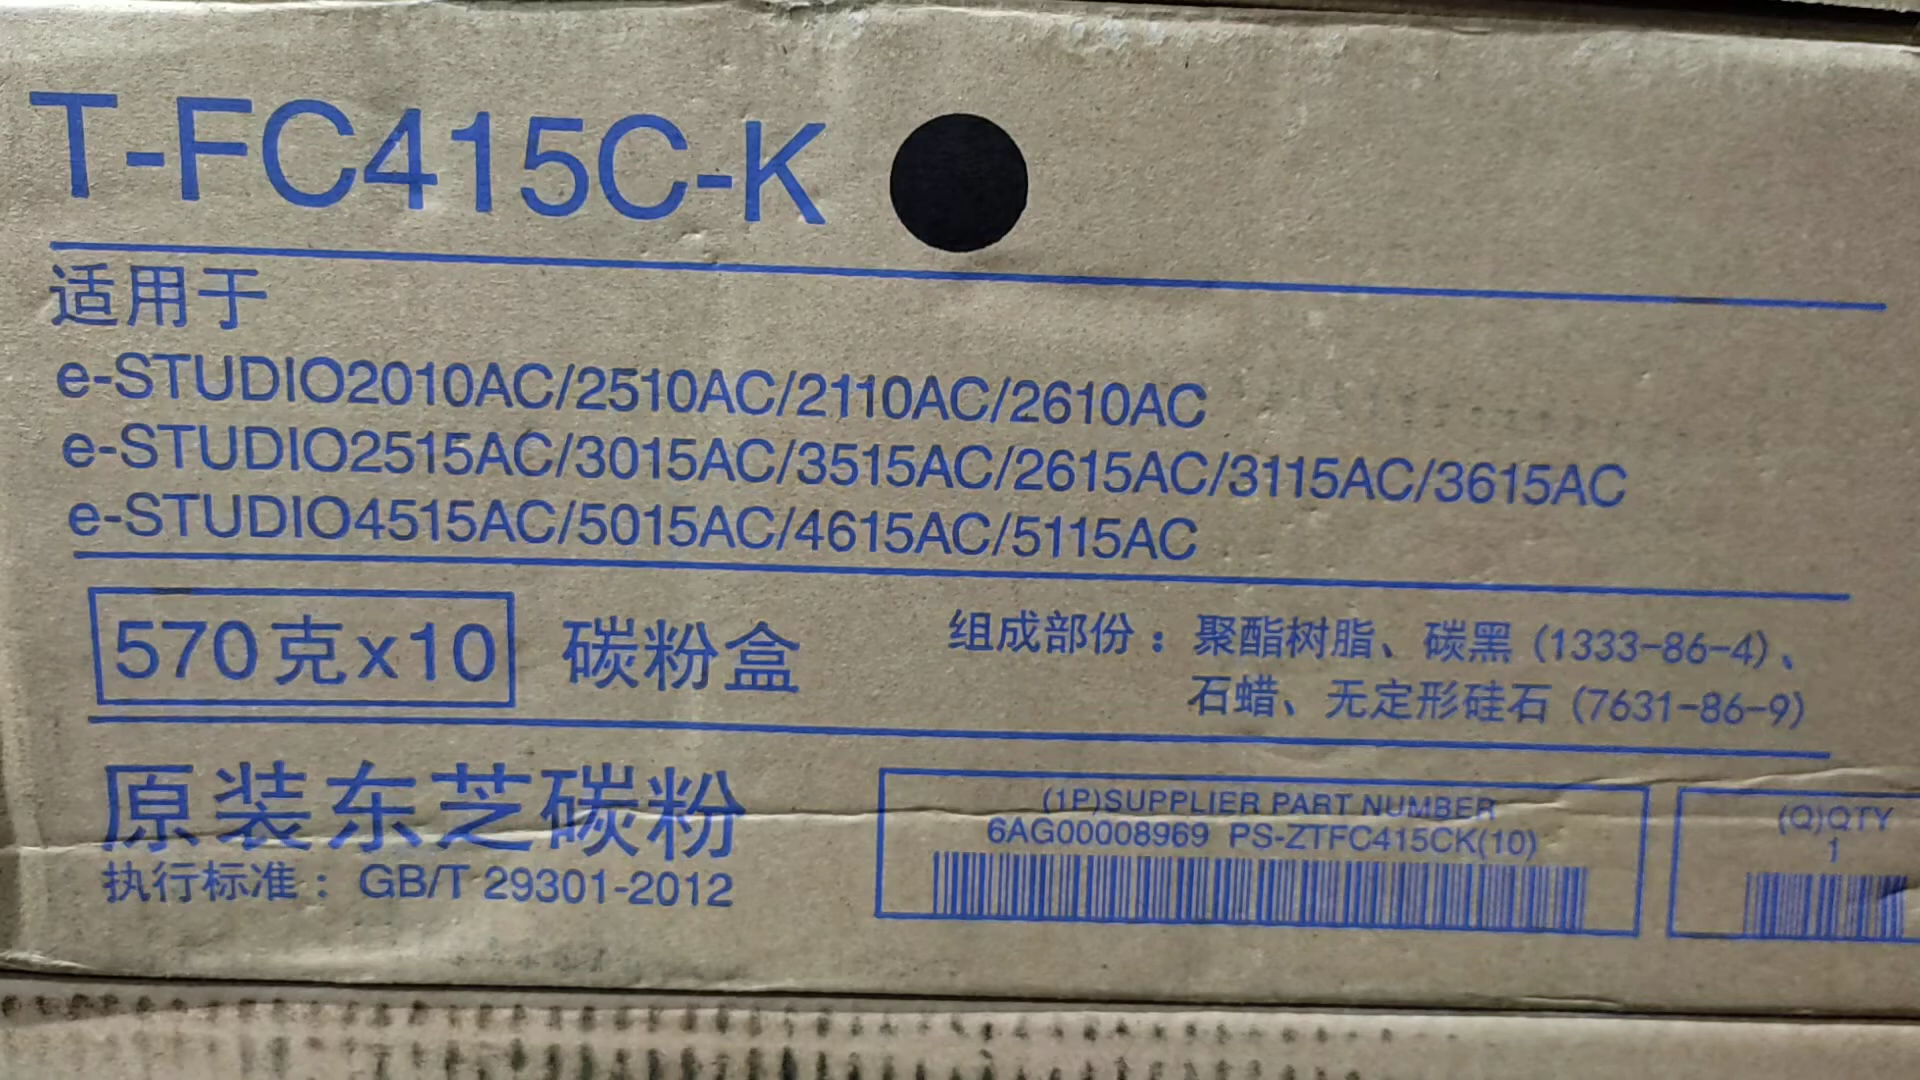 T-FC415C-K
适用于
e-STUDIO2010AC/2510AC/2110AC/2610AC
e-STUDIO2515AC/3015AC/3515AC/2615AC/3115AC/3615AC
e-STUDIO4515AC/5015AC/4615AC/5115AC
570克x10 碳粉盒
组成部份：聚酯树脂、碳黑 (1333-86-4)、
石蜡、无定形硅石 (7631-86-9)
原装东芝碳粉
执行标准：GB/T 29301-2012
(1P)SUPPLIER PART NUMBER
6AG00008969 PS-ZTFC415CK(10)
(Q)QTY
1